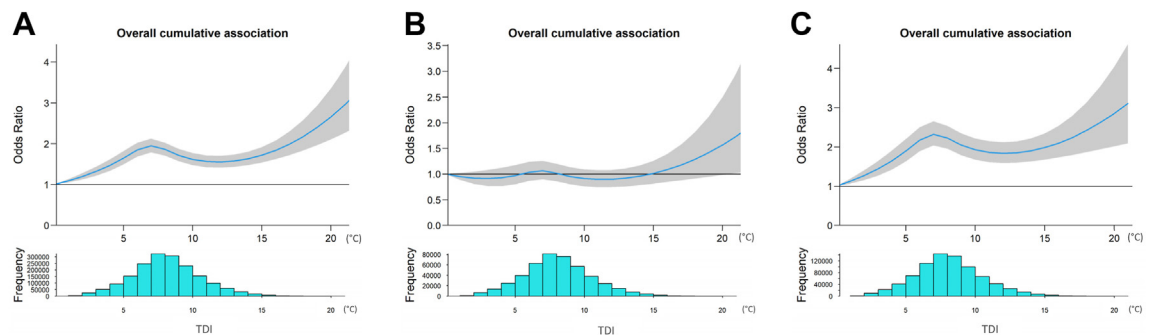 A
Overall cumulative association
Odds Ratio
4
3
2
1
0
5
10
15
20
(°C)
Frequency
300000
250000
200000
150000
100000
50000
0
5
10
15
20
(°C)
TDI
B
Overall cumulative association
Odds Ratio
3.5
3.0
2.5
2.0
1.5
1.0
0.5
0.0
5
10
15
20
(°C)
Frequency
80000
60000
40000
20000
0
5
10
15
20
(°C)
TDI
C
Overall cumulative association
Odds Ratio
4
3
2
1
0
5
10
15
20
(°C)
Frequency
120000
80000
40000
0
5
10
15
20
(°C)
TDI